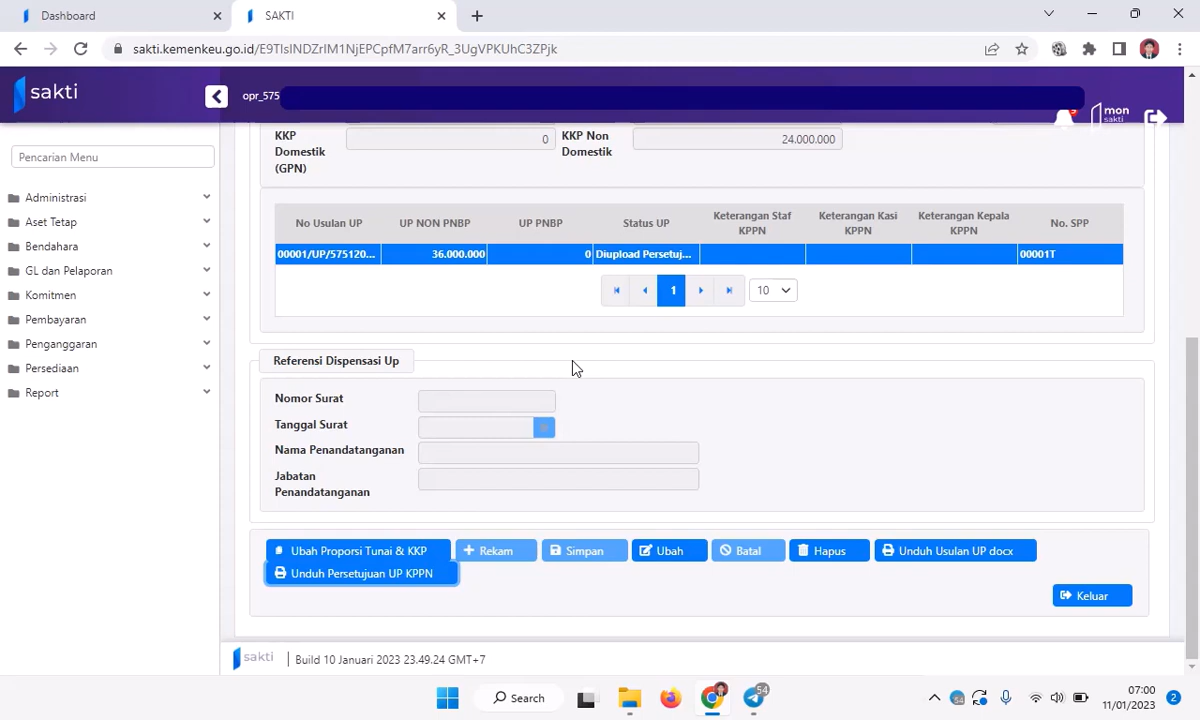 Dashboard
SAKTI
sakti.kemenkeu.go.id/E9TIsINDZrIM1NjEPCpfM7arr6yR_3UgVPKUhC3ZPjk
sakti
opr_575
mon
sakti
Pencarian Menu
Administrasi
Aset Tetap
Bendahara
GL dan Pelaporan
Komitmen
Pembayaran
Penganggaran
Persediaan
Report
KKP
Domestik
(GPN)
0
KKP Non
Domestik
24.000.000
No Usulan UP
UP NON PNBP
UP PNBP
Status UP
Keterangan Staf
KPPN
Keterangan Kasi
KPPN
Keterangan Kepala
KPPN
No. SPP
00001/UP/575120...
36.000.000
0
Diupload Persetuj...
00001T
1
10
Referensi Dispensasi Up
Nomor Surat
Tanggal Surat
Nama Penandatanganan
Jabatan
Penandatanganan
Ubah Proporsi Tunai & KKP
Rekam
Simpan
Ubah
Batal
Hapus
Unduh Usulan UP docx
Unduh Persetujuan UP KPPN
Keluar
sakti
Build 10 Januari 2023 23.49.24 GMT+7
Search
54
54
07:00
11/01/2023
2